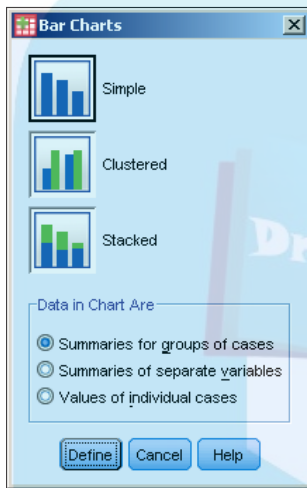 Bar Charts
Simple
Clustered
Stacked
Data in Chart Are
Summaries for groups of cases
Summaries of separate variables
Values of individual cases
Define Cancel Help